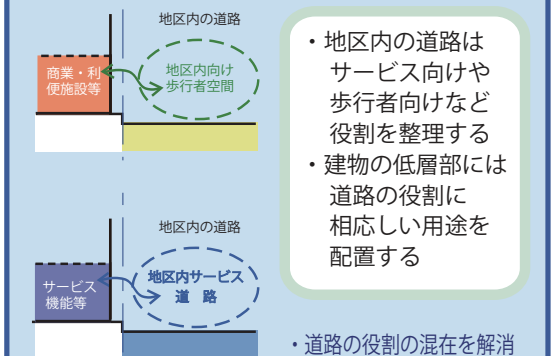 地区内の道路
商業・利
便施設等
地区内向け
歩行者空間
地区内の道路
サービス
機能等
地区内サービス
道 路
・地区内の道路は
サービス向けや
歩行者向けなど
役割を整理する
・建物の低層部には
道路の役割に
相応しい用途を
配置する
・道路の役割の混在を解消